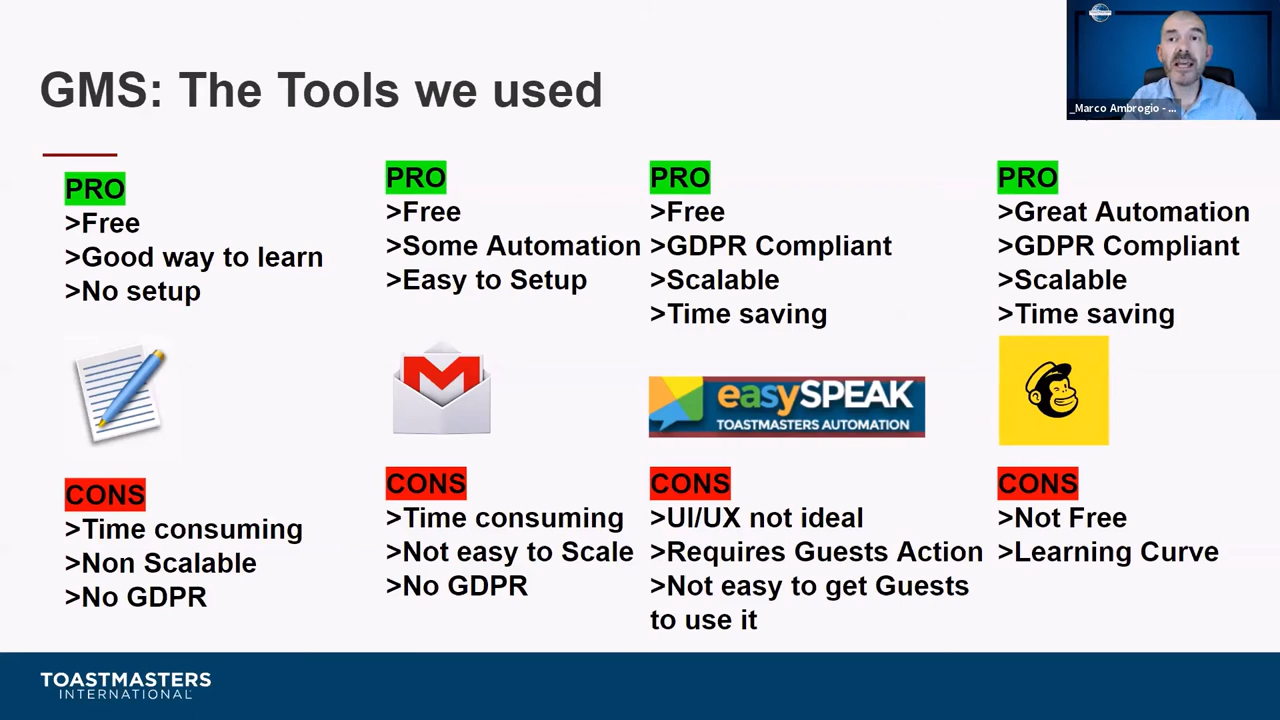 GMS: The Tools we used
_Marco Ambrogio - ...
PRO
>Free
>Good way to learn
>No setup
CONS
>Time consuming
>Non Scalable
>No GDPR
PRO
>Free
>Some Automation
>Easy to Setup
CONS
>Time consuming
>Not easy to Scale
>No GDPR
PRO
>Free
>GDPR Compliant
>Scalable
>Time saving
easySPEAK
TOASTMASTERS AUTOMATION
CONS
>UI/UX not ideal
>Requires Guests Action
>Not easy to get Guests
to use it
PRO
>Great Automation
>GDPR Compliant
>Scalable
>Time saving
CONS
>Not Free
>Learning Curve
TOASTMASTERS
INTERNATIONAL